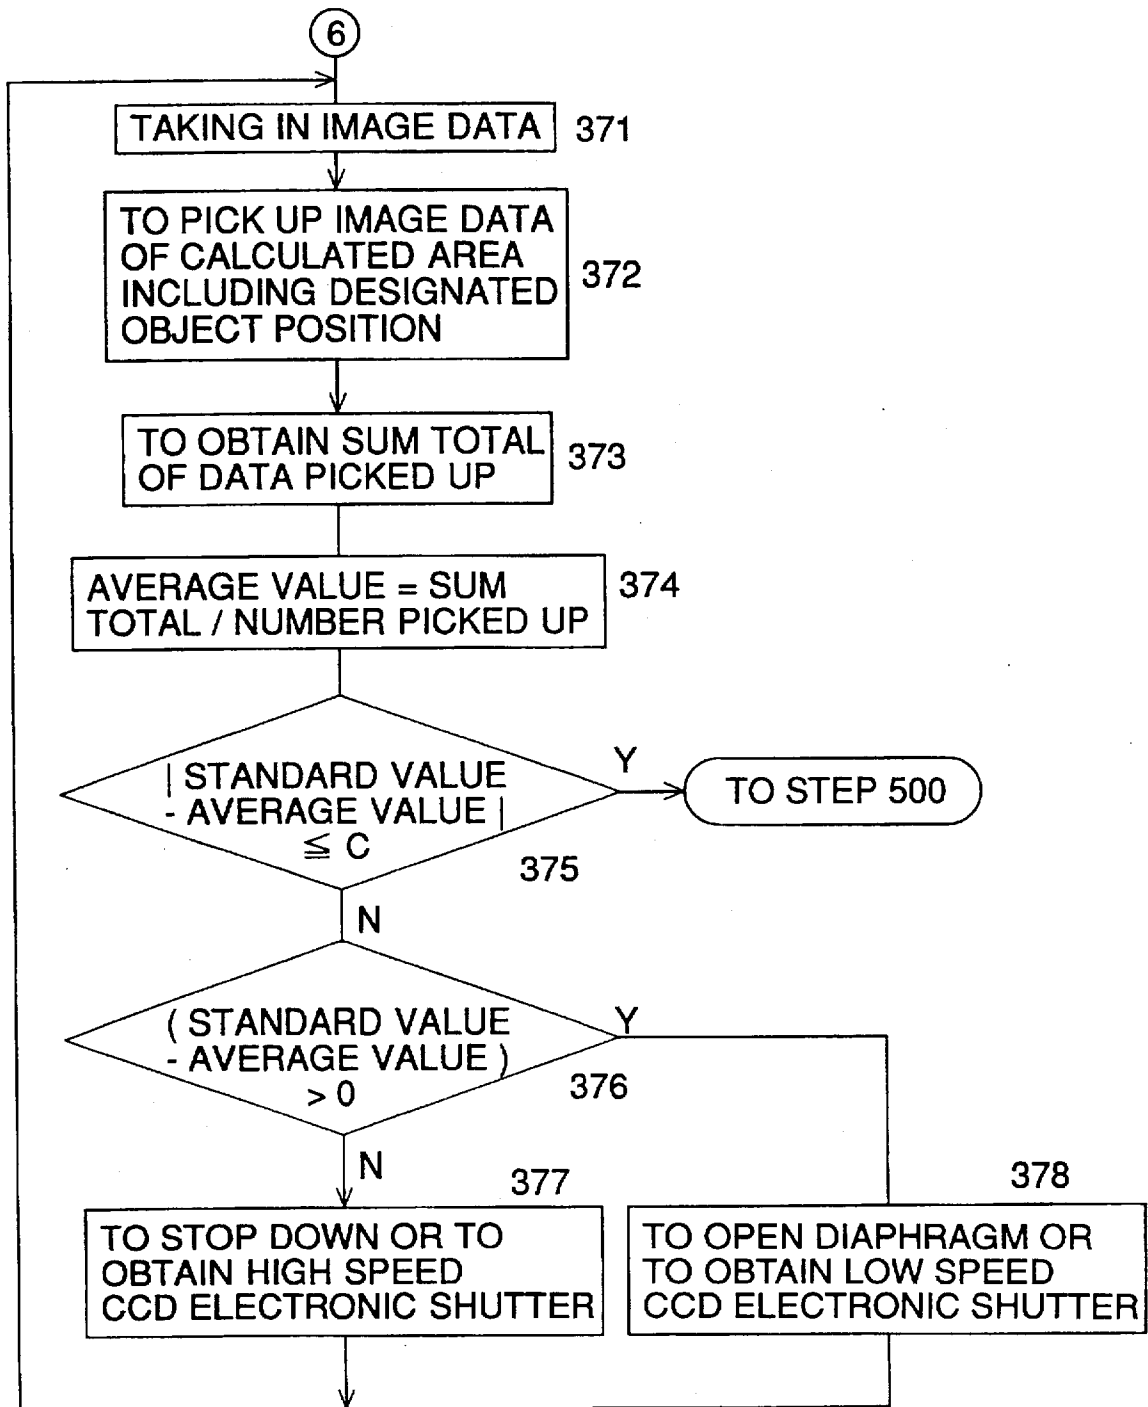 6
TAKING IN IMAGE DATA
371
TO PICK UP IMAGE DATA
OF CALCULATED AREA
INCLUDING DESIGNATED
OBJECT POSITION
372
TO OBTAIN SUM TOTAL
OF DATA PICKED UP
373
AVERAGE VALUE = SUM
TOTAL / NUMBER PICKED UP
374
| STANDARD VALUE
- AVERAGE VALUE |
≦ C
375
Y
TO STEP 500
N
( STANDARD VALUE
- AVERAGE VALUE )
> 0
376
Y
N
377
TO STOP DOWN OR TO
OBTAIN HIGH SPEED
CCD ELECTRONIC SHUTTER
378
TO OPEN DIAPHRAGM OR
TO OBTAIN LOW SPEED
CCD ELECTRONIC SHUTTER